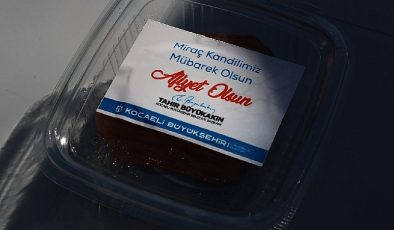 Miraç Kandilimiz
Mübarek Olsun
Afiyet Olsun
TAHİR BÜYÜKAKIN
KOCAELİ BÜYÜKŞEHİR